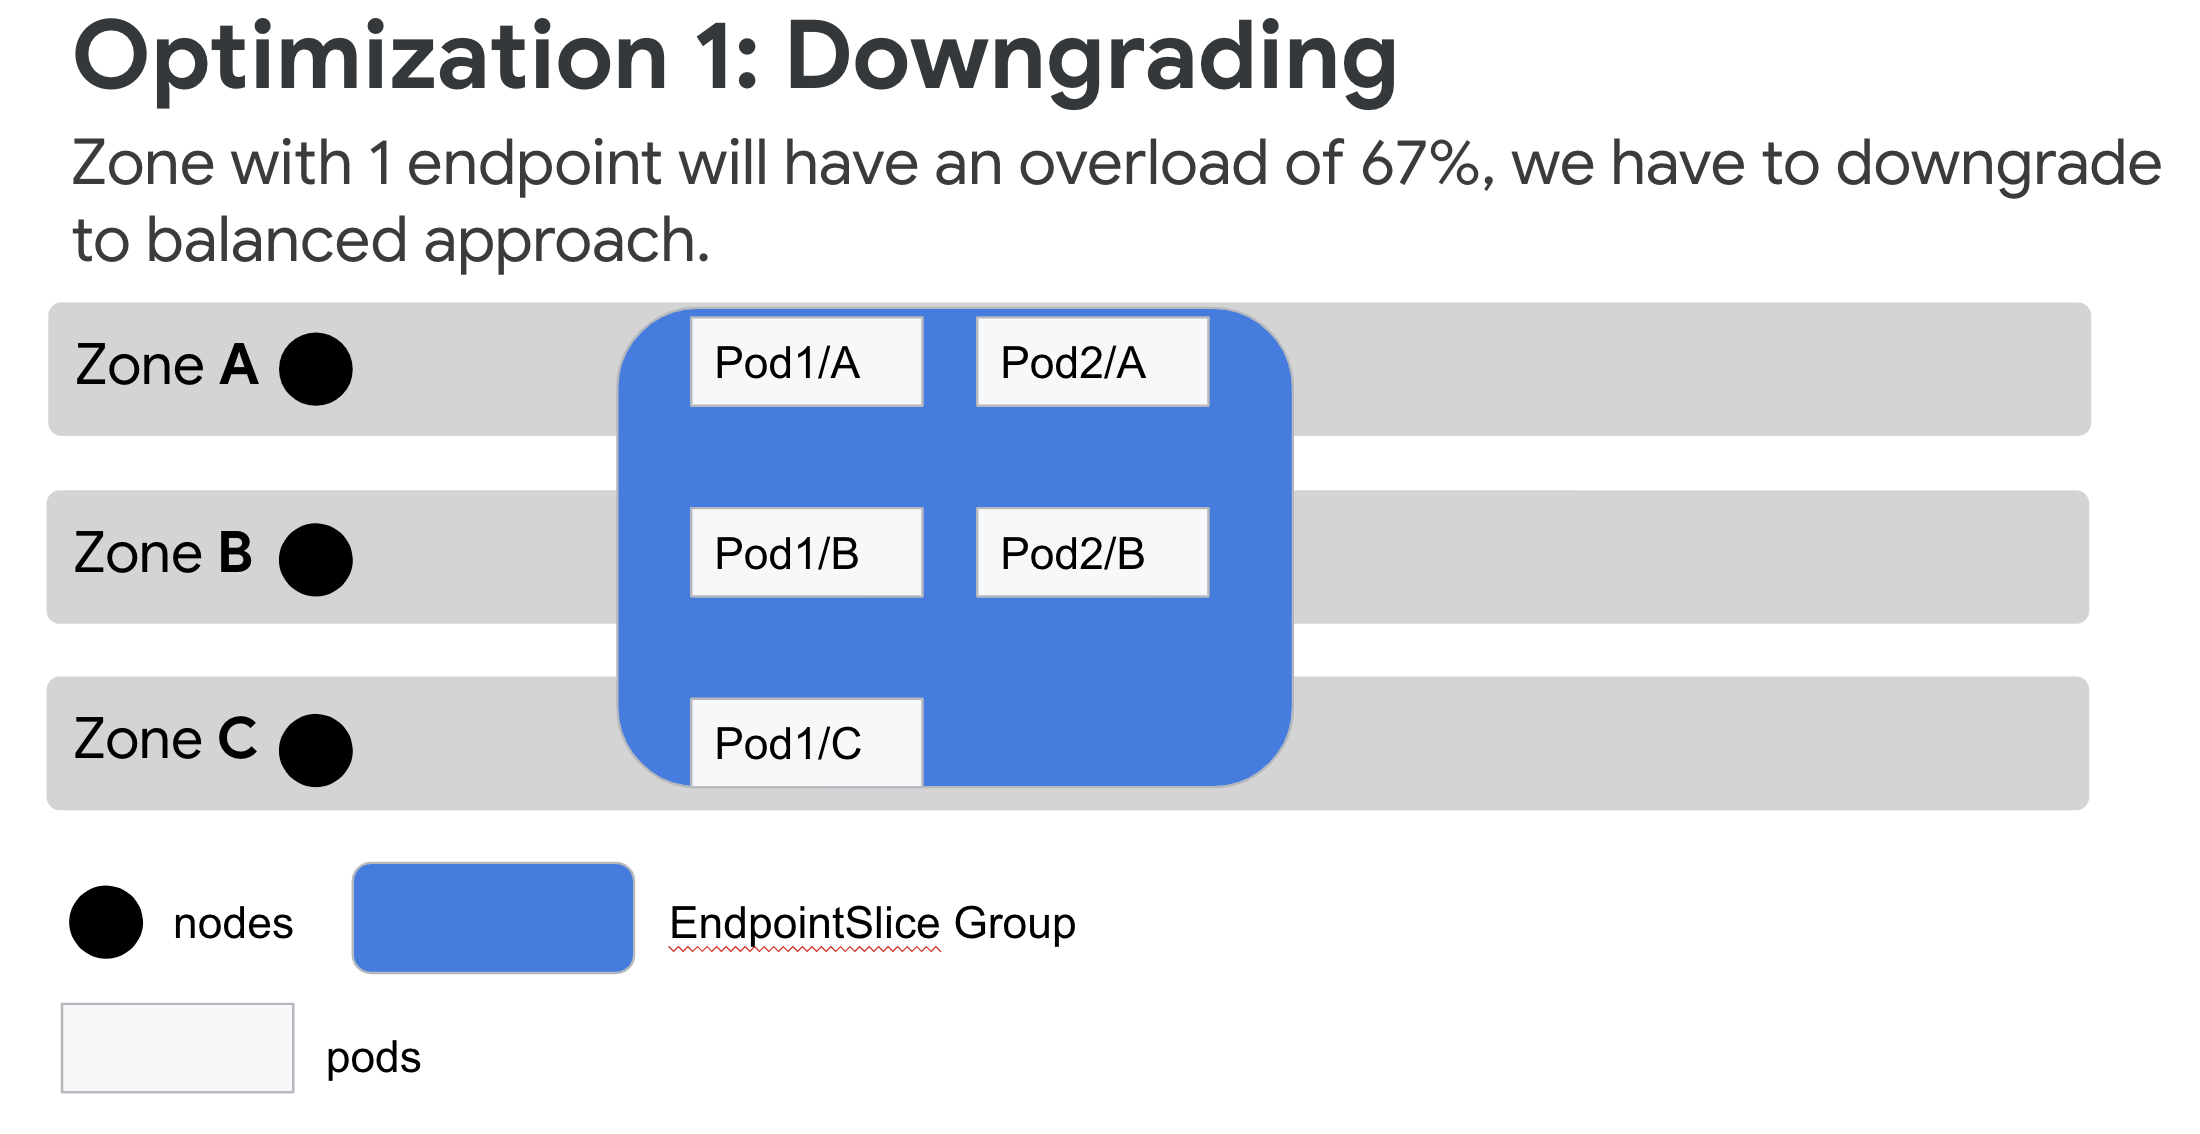 Optimization 1: Downgrading
Zone with 1 endpoint will have an overload of 67%, we have to downgrade
to balanced approach.
Zone A
Pod1/A
Pod2/A
Zone B
Pod1/B
Pod2/B
Zone C
Pod1/C
nodes
EndpointSlice Group
pods